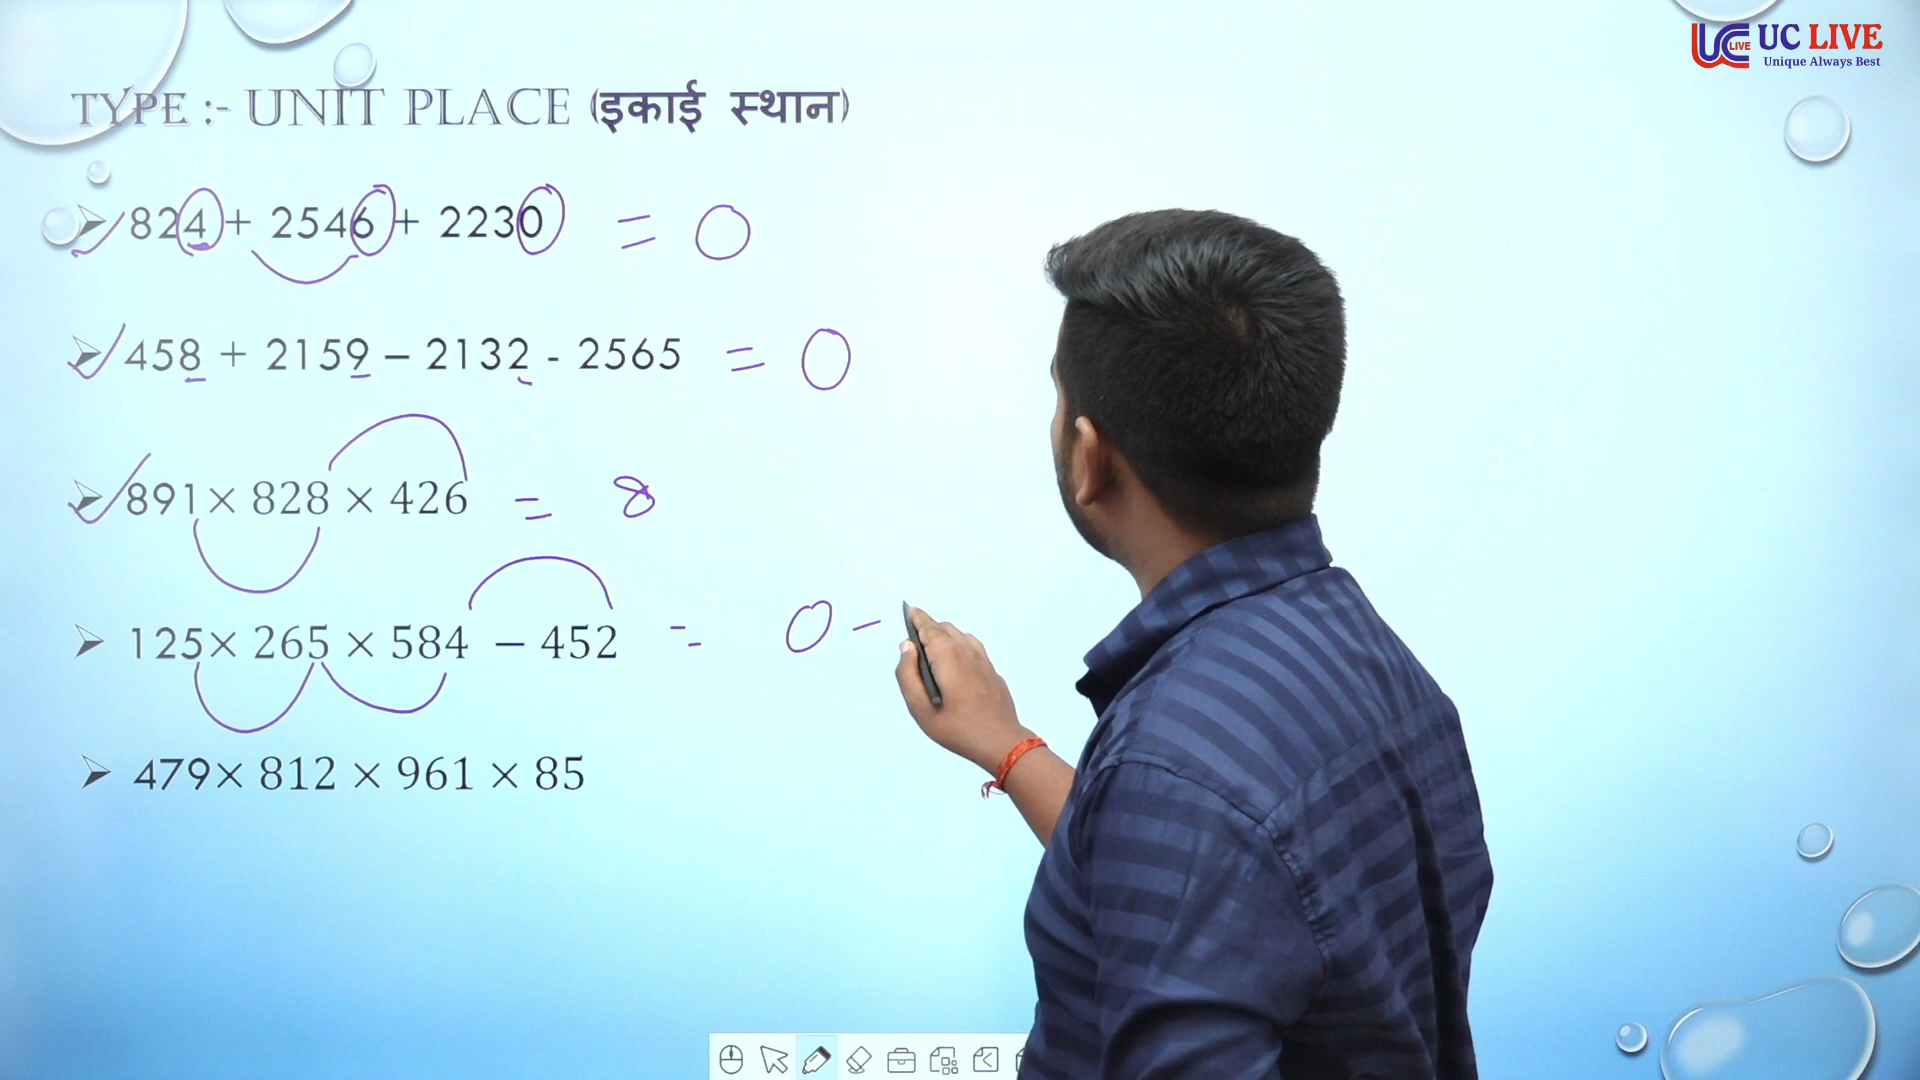 UC LIVE
LIVE
Unique Always Best
TYPE :- UNIT PLACE (इकाई स्थान)
824 + 2546 + 2230 = 0
458 + 2159 – 2132 - 2565 = 0
891 × 828 × 426 = 8
125 × 265 × 584 – 452 = 0 -
479 × 812 × 961 × 85